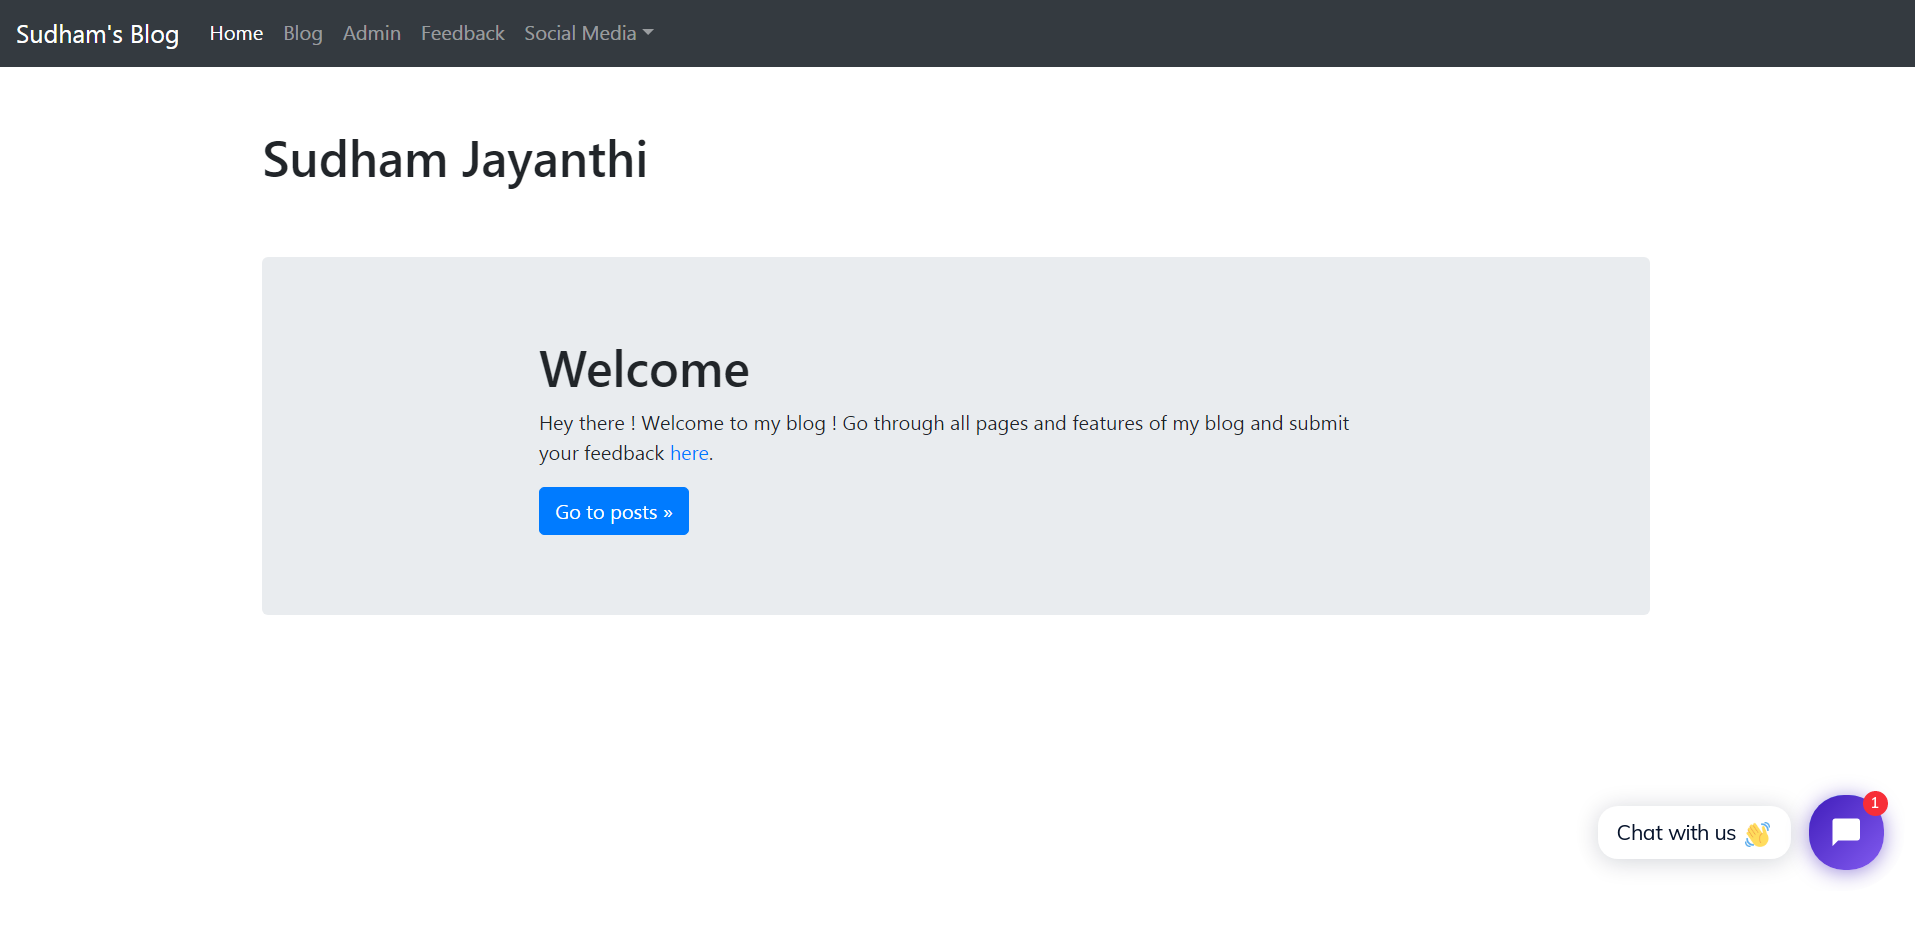 Sudham's Blog Home Blog Admin Feedback Social Media
Sudham Jayanthi
Welcome
Hey there ! Welcome to my blog ! Go through all pages and features of my blog and submit
your feedback here.
Go to posts »
Chat with us 👋
1